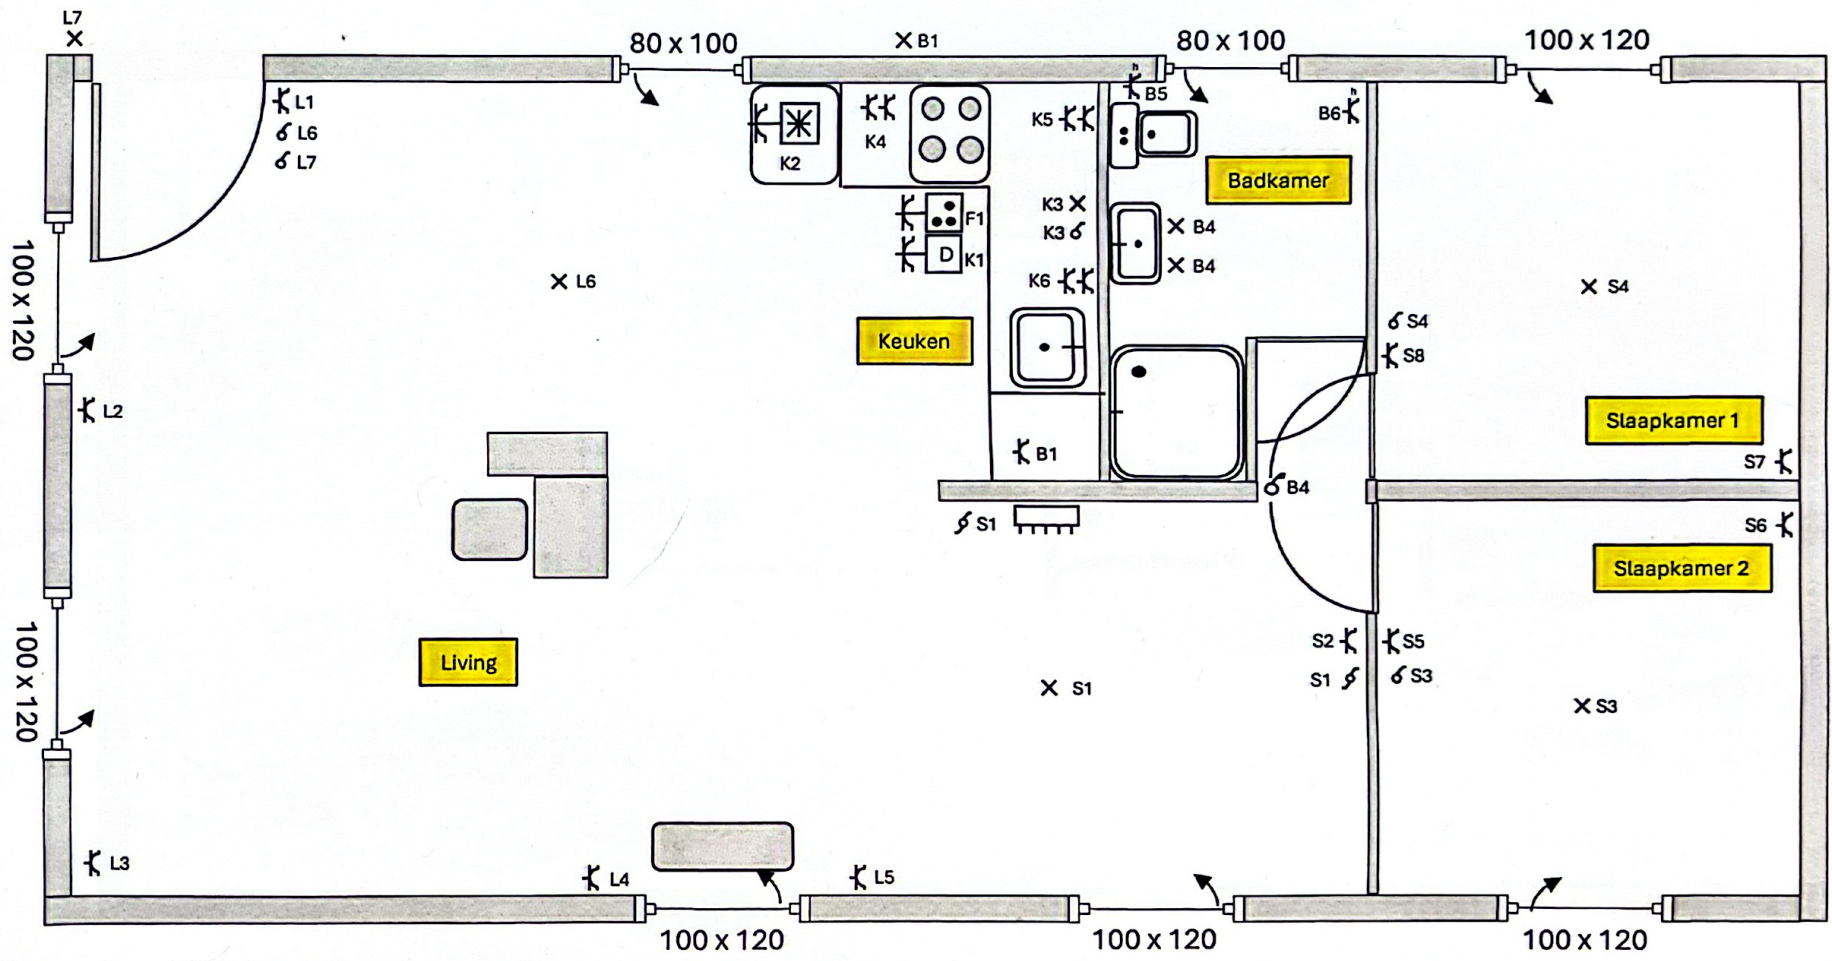 L7
80 x 100
B1
80 x 100
100 x 120
L1
L6
L7
K2
K4
K5
B5
B6
Badkamer
K3
K3
F1
D
K1
K6
B4
B4
100 x 120
L6
Keuken
S4
S4
S8
L2
Slaapkamer 1
B1
S7
B4
S1
S6
Slaapkamer 2
100 x 120
Living
S2
S5
S1
S3
S1
S3
L3
L4
L5
100 x 120
100 x 120
100 x 120